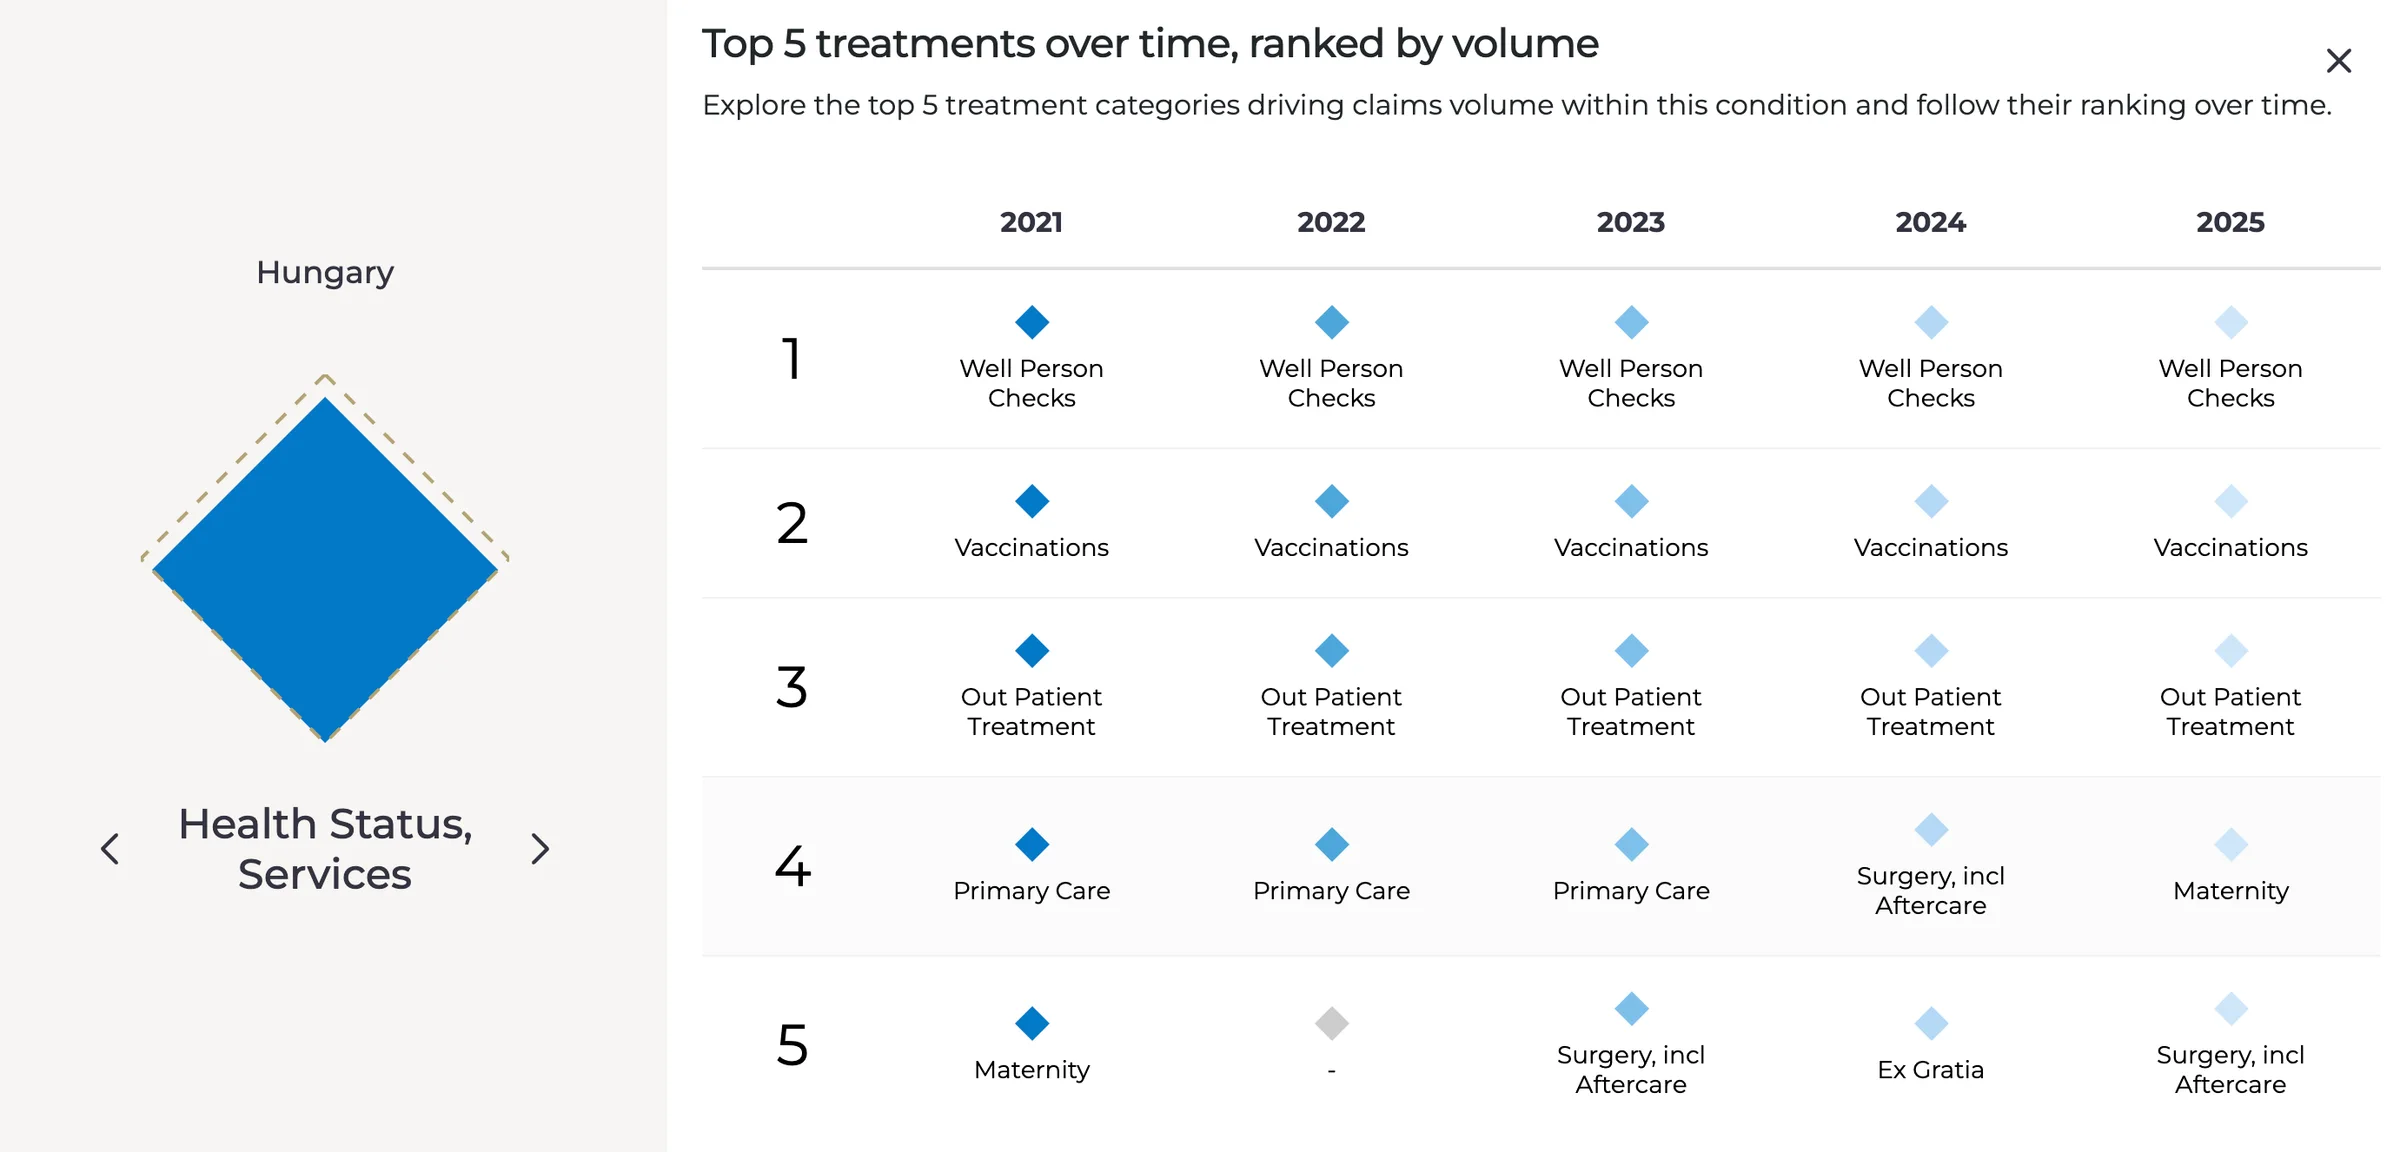 Hungary
Health Status,
Services
Top 5 treatments over time, ranked by volume
Explore the top 5 treatment categories driving claims volume within this condition and follow their ranking over time.
2021 2022 2023 2024 2025
1
Well Person Well Person Well Person Well Person Well Person
Checks Checks Checks Checks Checks
2
Vaccinations Vaccinations Vaccinations Vaccinations Vaccinations
3
Out Patient Out Patient Out Patient Out Patient Out Patient
Treatment Treatment Treatment Treatment Treatment
4
Primary Care Primary Care Primary Care Surgery, incl Maternity
Aftercare
5
Maternity - Surgery, incl Ex Gratia Surgery, incl
Aftercare Aftercare